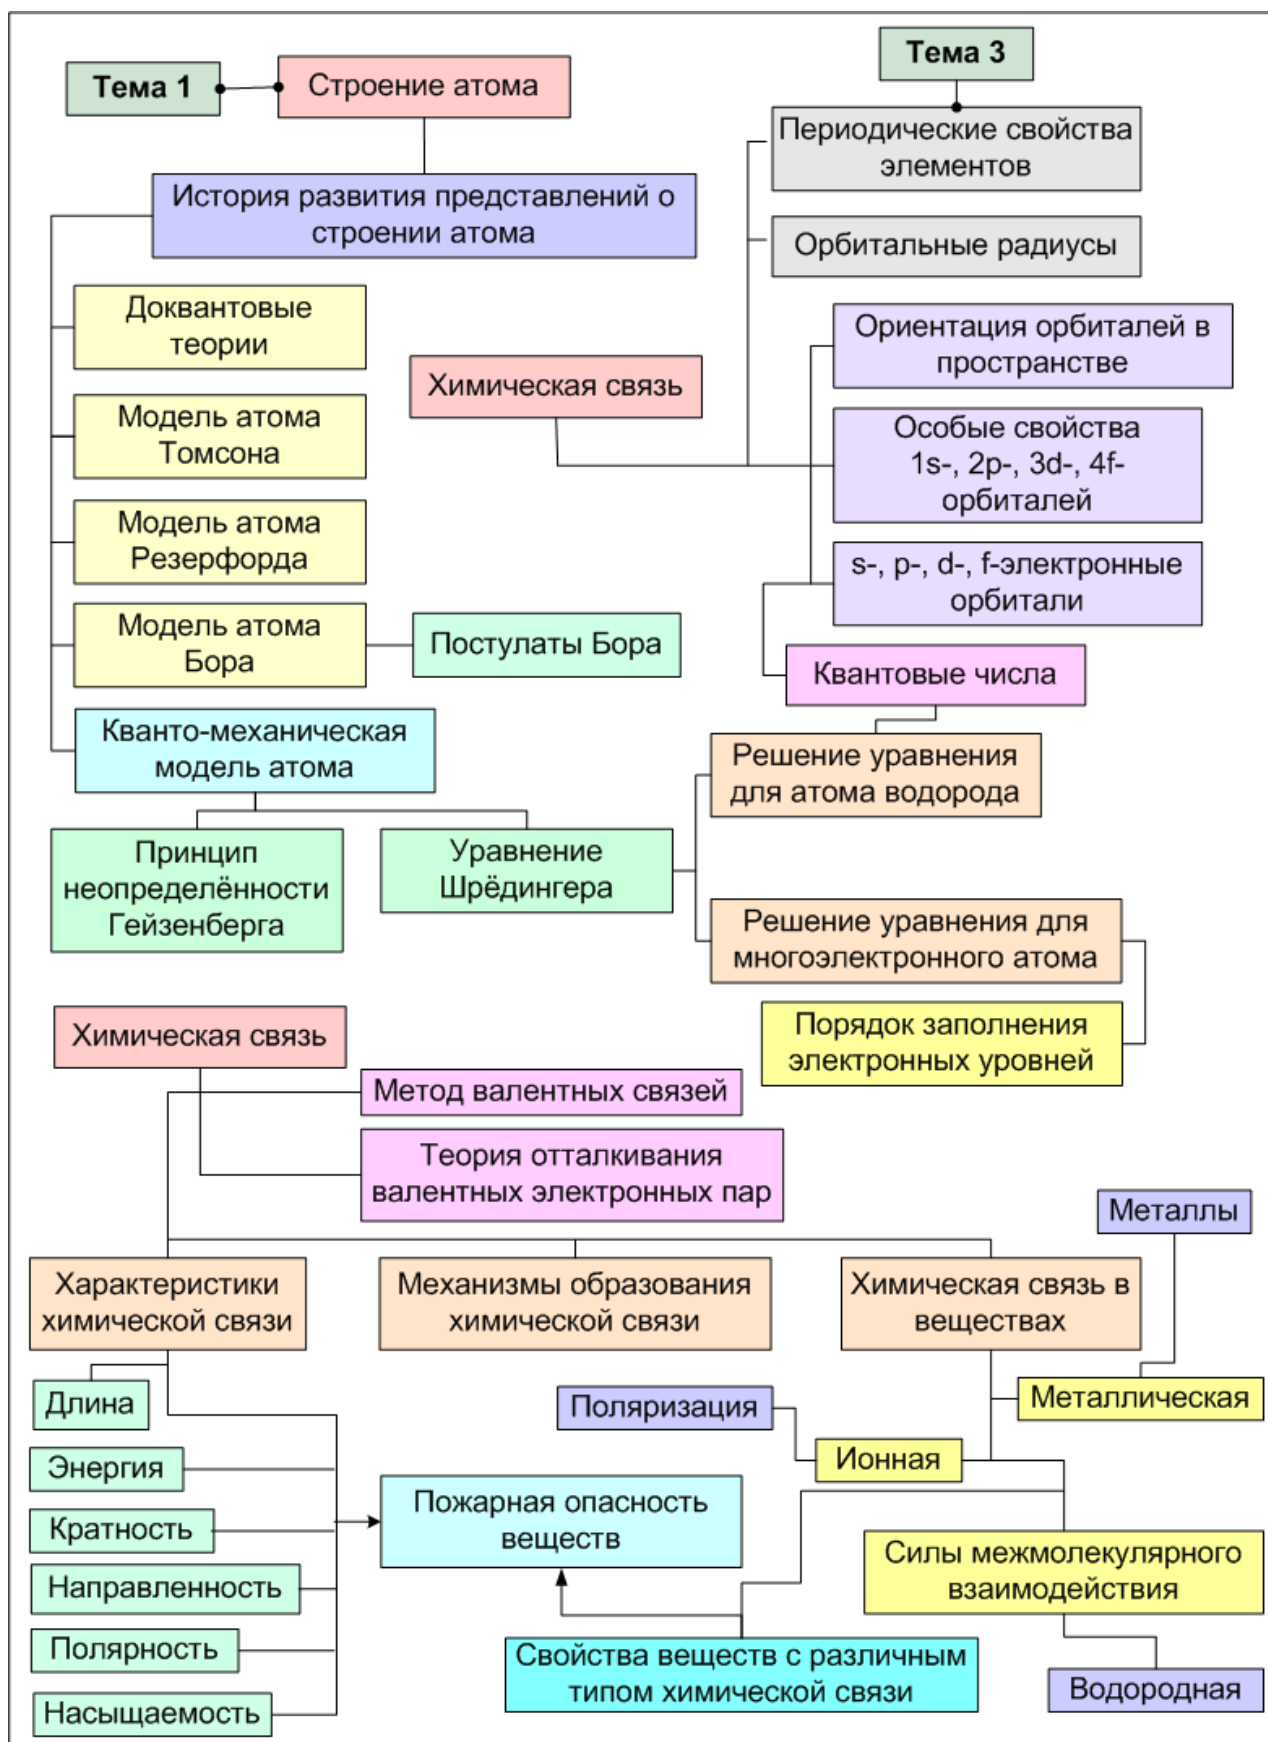 Тема 1
Строение атома
Тема 3
Периодические свойства
элементов
История развития представлений о
строении атома
Орбитальные радиусы
Доквантовые
теории
Ориентация орбиталей в
пространстве
Химическая связь
Модель атома
Томсона
Особые свойства
1s-, 2p-, 3d-, 4f-
орбиталей
Модель атома
Резерфорда
s-, p-, d-, f-электронные
орбитали
Модель атома
Бора
Постулаты Бора
Квантовые числа
Кванто-механическая
модель атома
Решение уравнения
для атома водорода
Принцип
неопределённости
Гейзенберга
Уравнение
Шрёдингера
Решение уравнения для
многоэлектронного атома
Порядок заполнения
электронных уровней
Химическая связь
Метод валентных связей
Теория отталкивания
валентных электронных пар
Металлы
Характеристики
химической связи
Механизмы образования
химической связи
Химическая связь в
веществах
Длина
Поляризация
Металлическая
Энергия
Ионная
Кратность
Пожарная опасность
веществ
Силы межмолекулярного
взаимодействия
Направленность
Полярность
Свойства веществ с различным
типом химической связи
Водородная
Насыщаемость